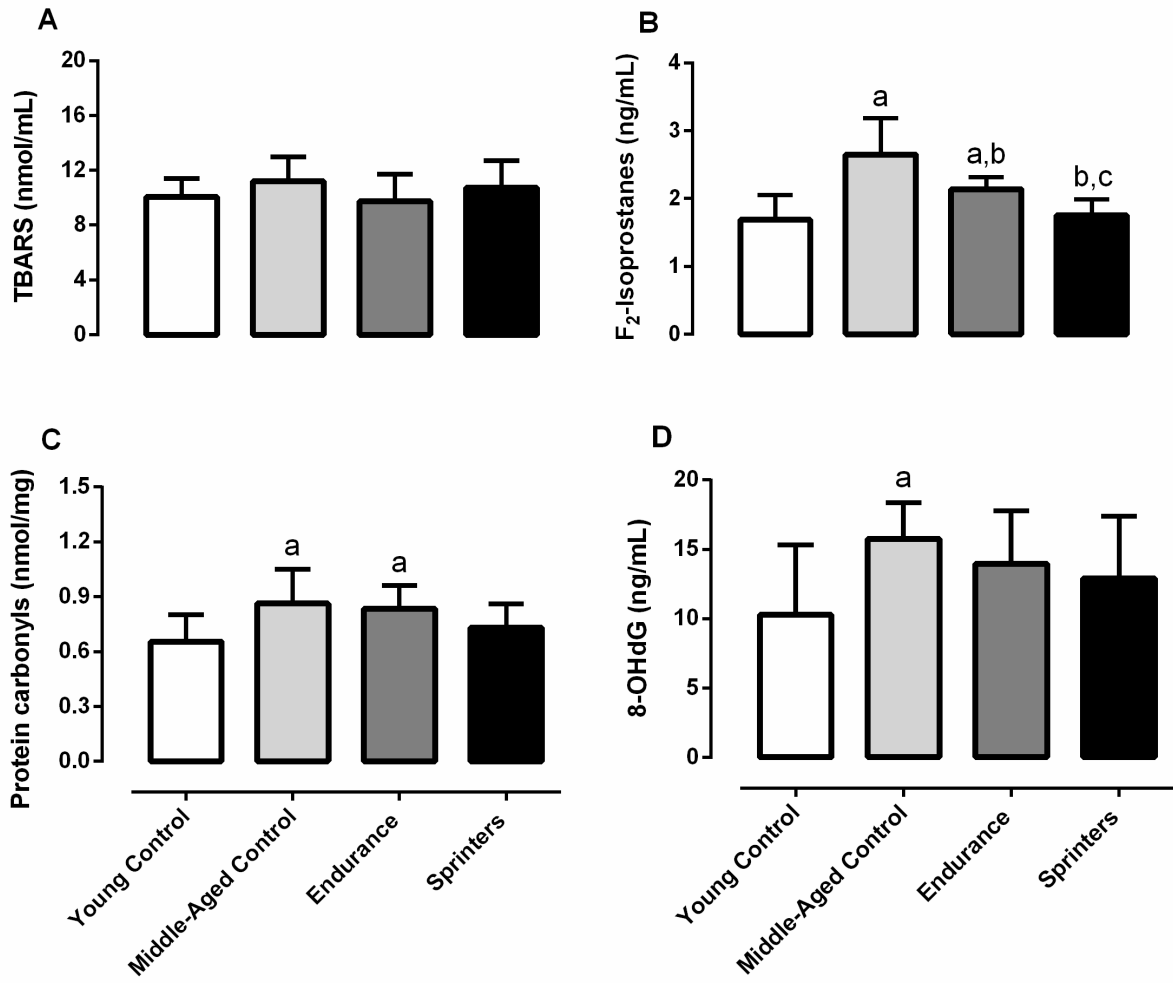 A
TBARS (nmol/mL)
20
16
12
8
4
0
B
F₂-Isoprostanes (ng/mL)
4
3
2
1
0
a
a,b
b,c
C
Protein carbonyls (nmol/mg)
1.5
1.2
0.9
0.6
0.3
0.0
a
a
Young Control
Middle-Aged Control
Endurance
Sprinters
D
8-OHdG (ng/mL)
20
15
10
5
0
a
Young Control
Middle-Aged Control
Endurance
Sprinters